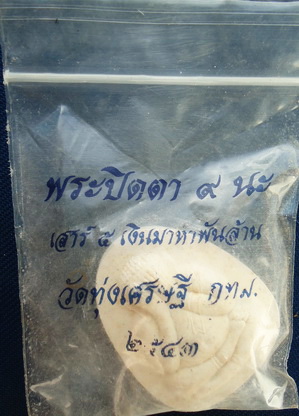 พระปิดตา ๙ นะ
เสาร์ ๕ เงินมาหาพันล้าน
วัดทุ่งเศรษฐี กทม.
๒๕๔๓